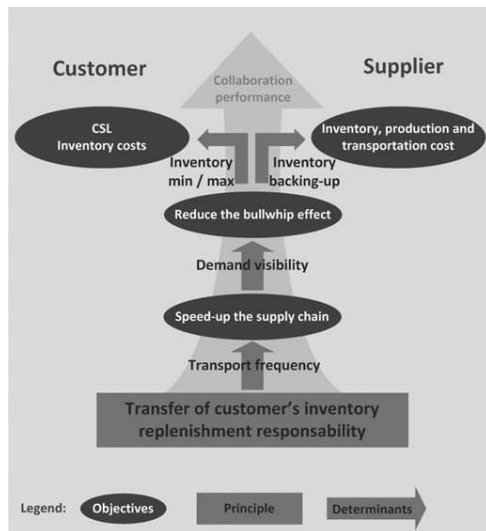 Customer
Supplier
Collaboration
performance
CSL
Inventory costs
Inventory, production and
transportation cost
Inventory
min / max
Inventory
backing-up
Reduce the bullwhip effect
Demand visibility
Speed-up the supply chain
Transport frequency
Transfer of customer's inventory
replenishment responsability
Legend:
Objectives
Principle
Determinants